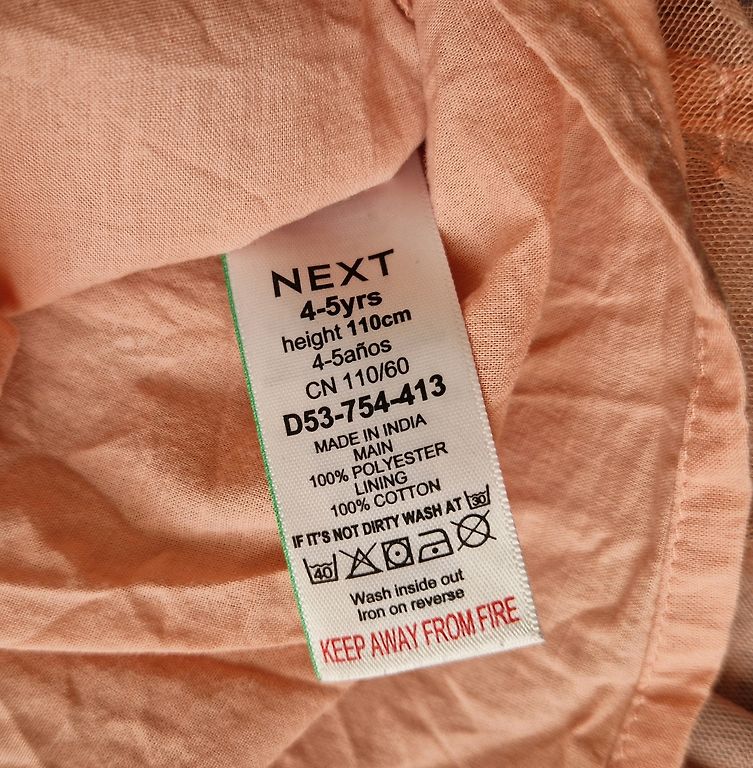 NEXT
4-5yrs
height 110cm
4-5años
CN 110/60
D53-754-413
MADE IN INDIA
MAIN
100% POLYESTER
LINING
100% COTTON
IF IT'S NOT DIRTY WASH AT 30
40
Wash inside out
Iron on reverse
KEEP AWAY FROM FIRE